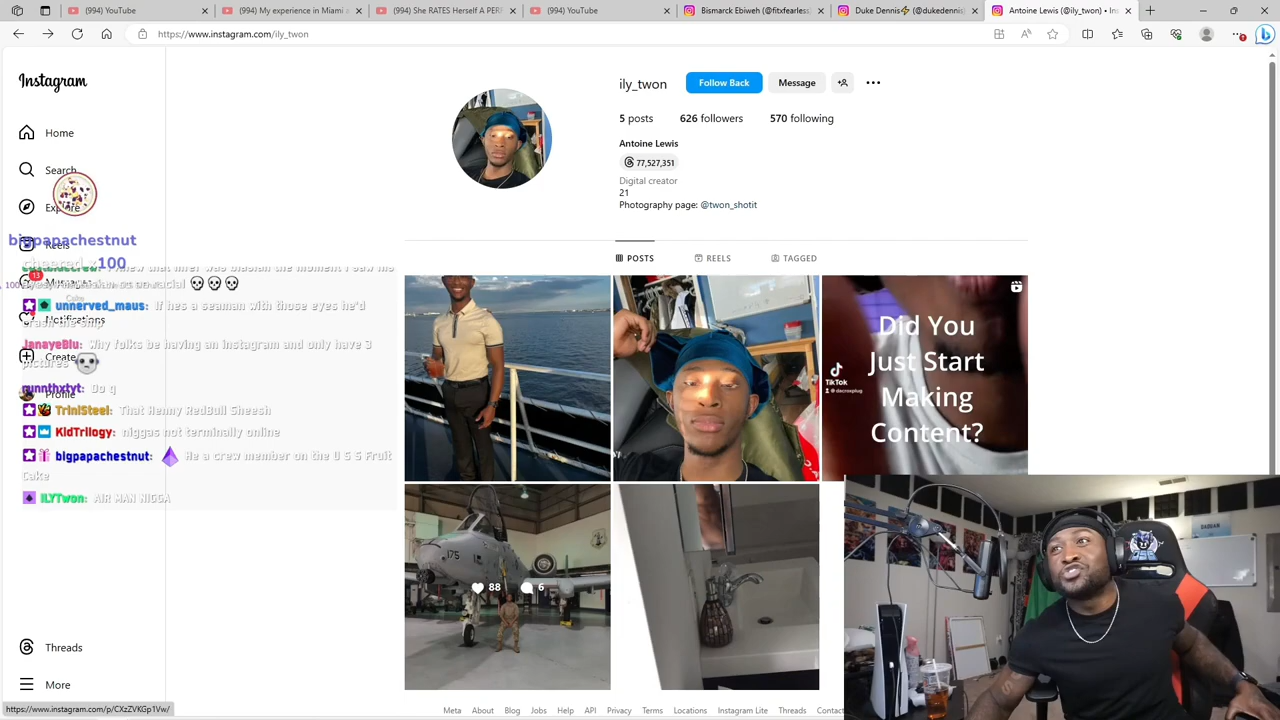 (994) YouTube
(994) My experience in Miami a
(994) She RATES Herself A PERF
(994) YouTube
Bismarck Ebiweh (@fitxfearless
Duke Dennis⚡ (@dukedennis
Antoine Lewis (@ily_twon) • Ins
https://www.instagram.com/ily_twon
Instagram
Home
Search
Explore
Reels
13
Notifications
Create
Profile
Threads
More
bigpapachestnut
cheered x100
unnerved_maus: If hes a seaman with those eyes he'd
JanayeBlu: Why folks be having an instagram and only have 3
pictures
gunnthxtyt: Do q
TriniSteel: That Henny RedBull Sheesh
KidTrilogy: niggas not terminally online
bigpapachestnut: He a crew member on the U S S Fruit
Cake
ILYTwon: AIR MAN NIGGA
ily_twon
Follow Back
Message
5 posts 626 followers 570 following
Antoine Lewis
77,527,351
Digital creator
21
Photography page: @twon_shotit
POSTS
REELS
TAGGED
Did You
Just Start
Making
Content?
TikTok
@dacroxplug
175
88 6
Meta About Blog Jobs Help API Privacy Terms Locations Instagram Lite Threads Contact
https://www.instagram.com/p/CXzZVKGp1Vw/